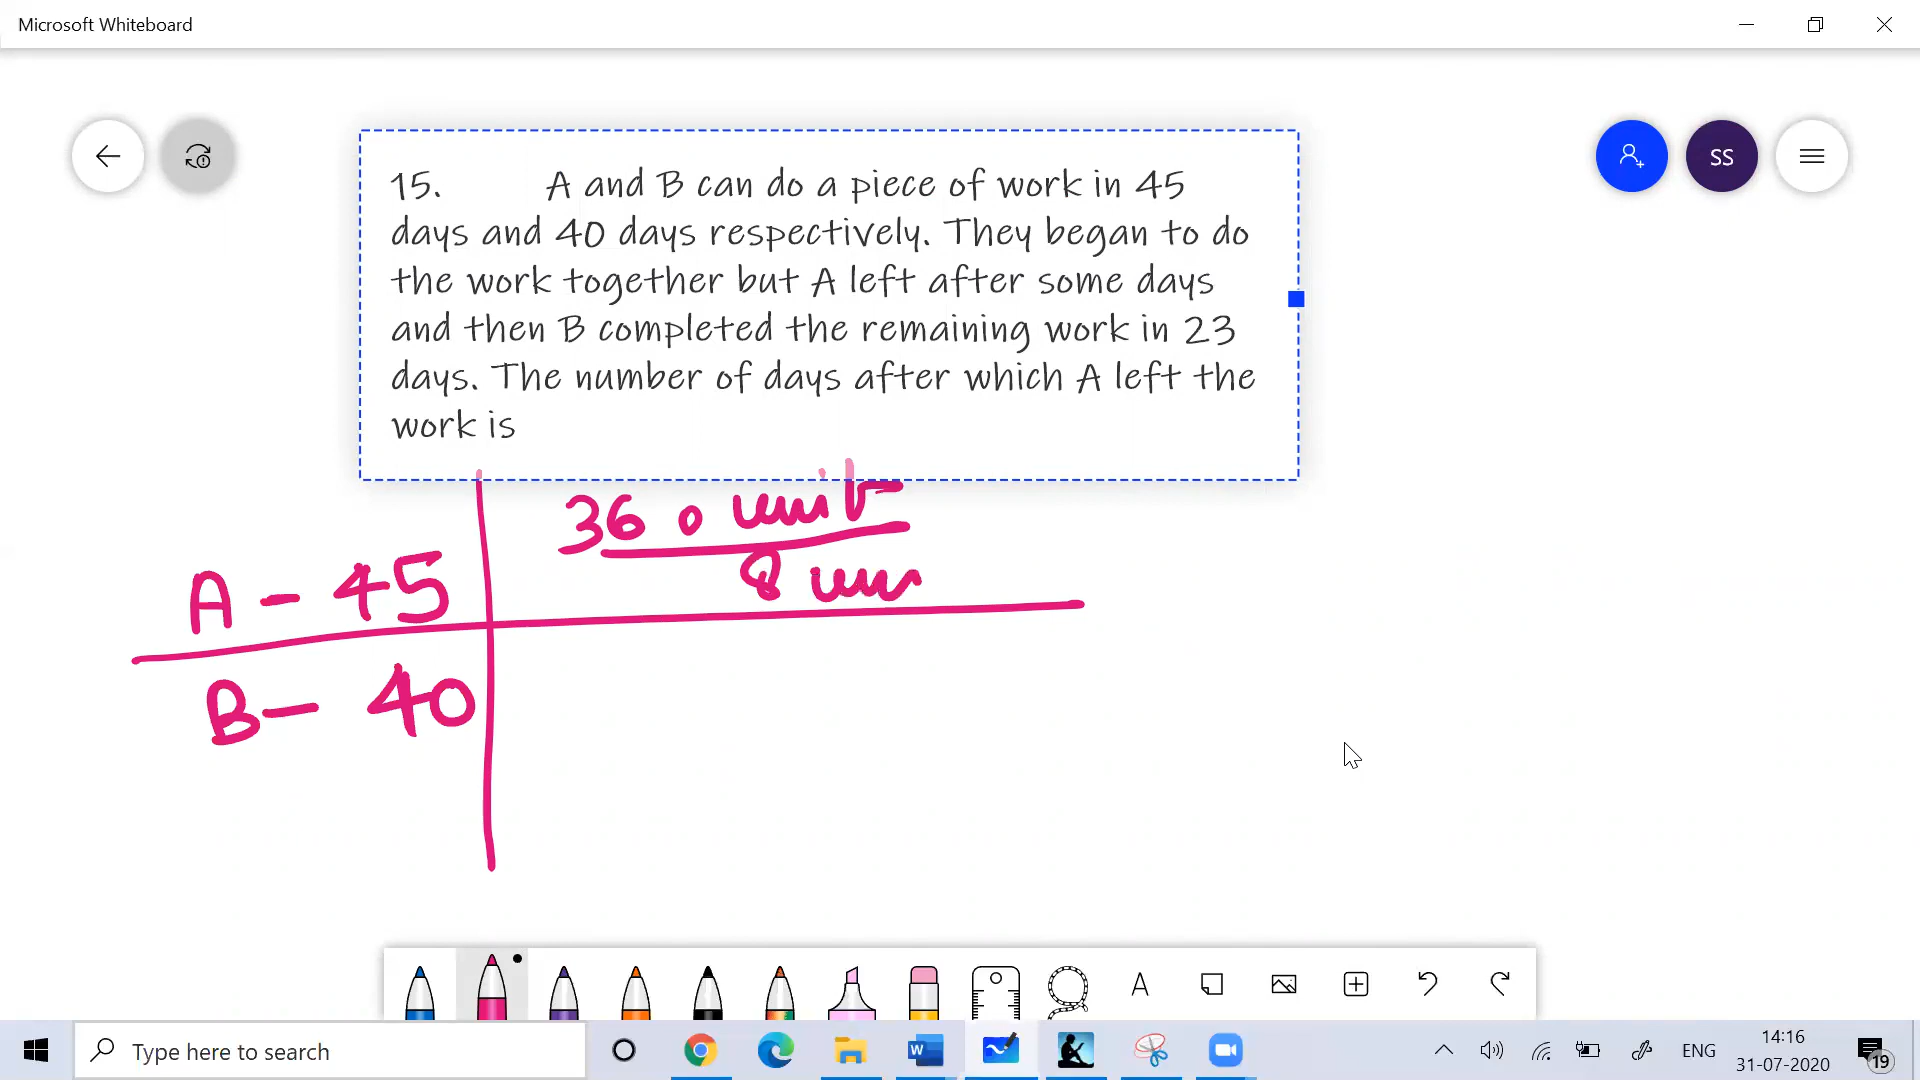 Microsoft Whiteboard
SS
15. A and B can do a piece of work in 45
days and 40 days respectively. They began to do
the work together but A left after some days
and then B completed the remaining work in 23
days. The number of days after which A left the
work is
360 unit
8
A - 45
B - 40
A
Type here to search
W
ENG
14:16
31-07-2020
19